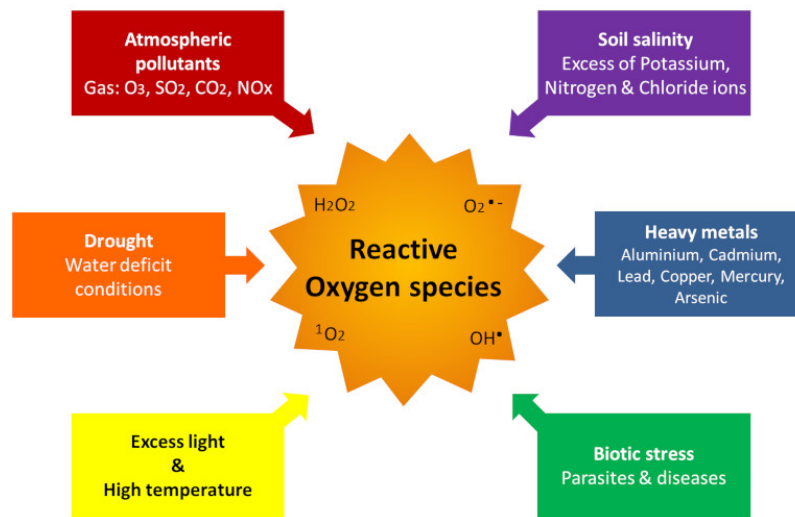 Atmospheric
pollutants
Gas: O₃, SO₂, CO₂, NOx
Soil salinity
Excess of Potassium,
Nitrogen & Chloride ions
H₂O₂
O₂•-
Reactive
Oxygen species
¹O₂
OH•
Drought
Water deficit
conditions
Heavy metals
Aluminium, Cadmium,
Lead, Copper, Mercury,
Arsenic
Excess light
&
High temperature
Biotic stress
Parasites & diseases